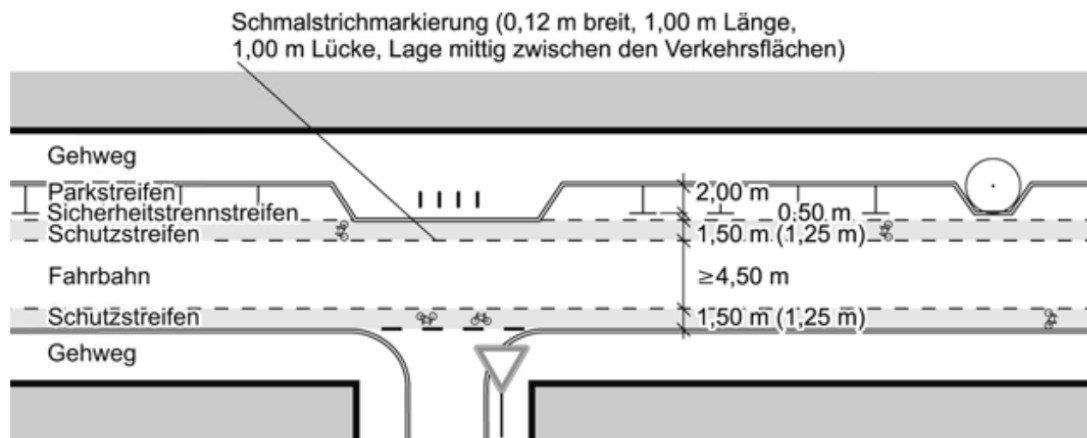 Schmalstrichmarkierung (0,12 m breit, 1,00 m Länge,
1,00 m Lücke, Lage mittig zwischen den Verkehrsflächen)
Gehweg
Parkstreifen
2,00 m
Sicherheitstrennstreifen
0.50 m
Schutzstreifen
1,50 m (1,25 m)
Fahrbahn
≥4,50 m
Schutzstreifen
1,50 m (1,25 m)
Gehweg